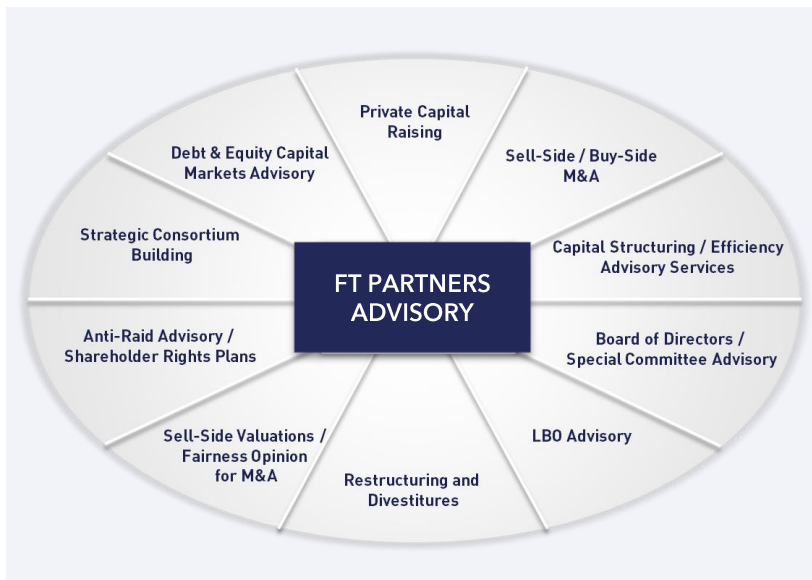 Private Capital
Raising
Debt & Equity Capital
Markets Advisory
Sell-Side / Buy-Side
M&A
Strategic Consortium
Building
Capital Structuring / Efficiency
Advisory Services
FT PARTNERS
ADVISORY
Anti-Raid Advisory /
Shareholder Rights Plans
Board of Directors /
Special Committee Advisory
Sell-Side Valuations /
Fairness Opinion
for M&A
LBO Advisory
Restructuring and
Divestitures